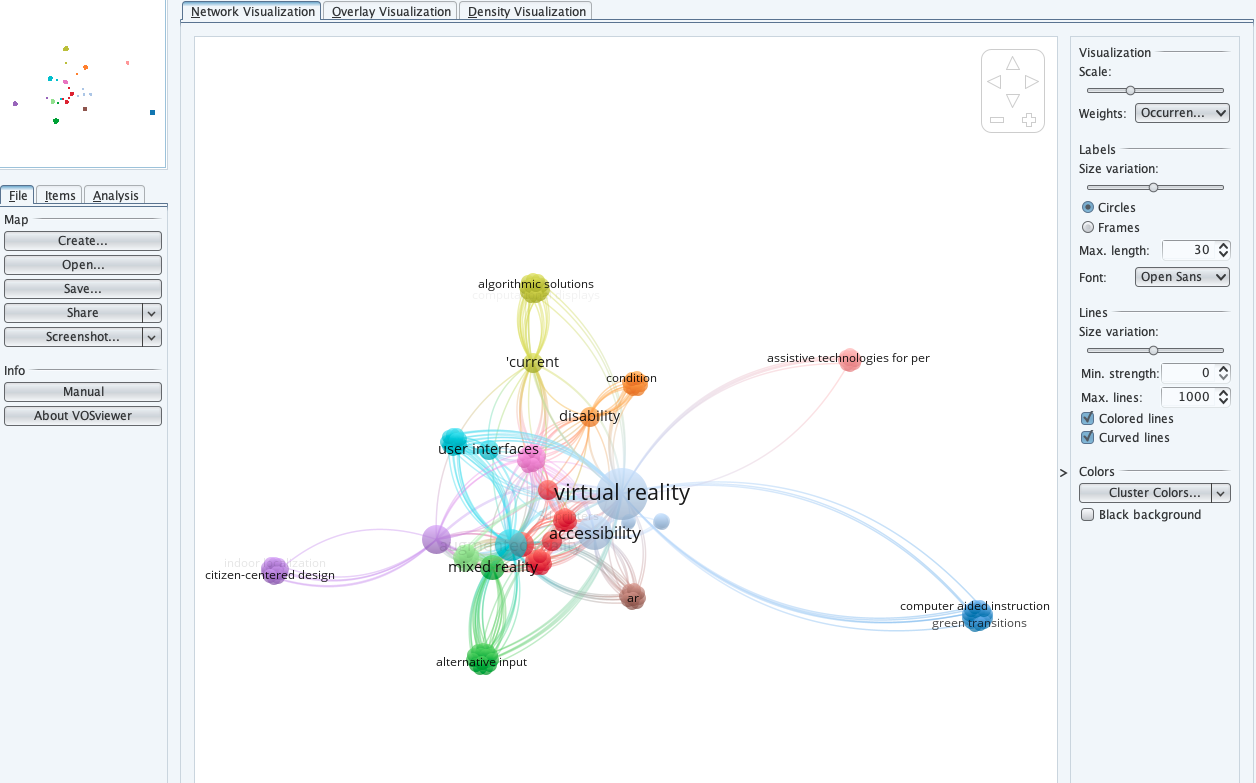 Network Visualization
Overlay Visualization
Density Visualization
File
Items
Analysis
Map
Create...
Open...
Save...
Share
Screenshot...
Info
Manual
About VOSviewer
algorithmic solutions
'current
condition
assistive technologies for per
disability
user interfaces
virtual reality
accessibility
mixed reality
indoor localization
citizen-centered design
ar
computer aided instruction
green transitions
alternative input
>
Visualization
Scale:
Weights:
Occurren...
Labels
Size variation:
Circles
Frames
Max. length:
30
Font:
Open Sans
Lines
Size variation:
Min. strength:
0
Max. lines:
1000
Colored lines
Curved lines
Colors
Cluster Colors...
Black background